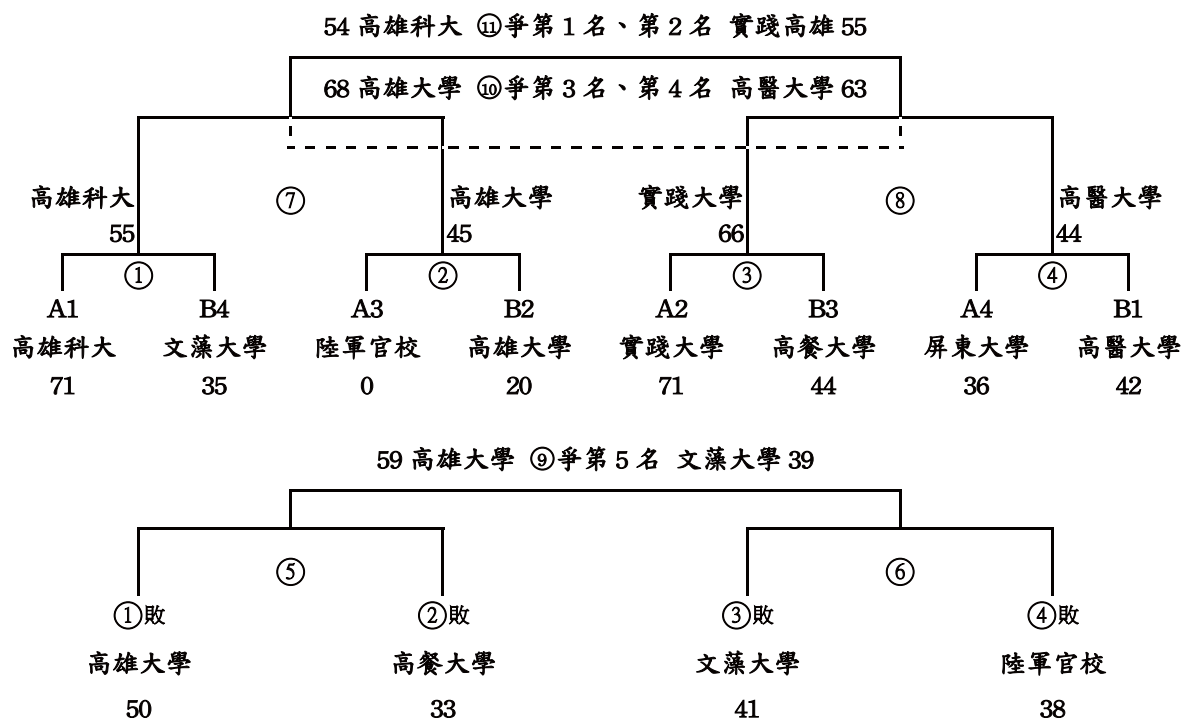 54 高雄科大 ⑪爭第 1 名、第 2 名 實踐高雄 55
68 高雄大學 ⑩爭第 3 名、第 4 名 高醫大學 63
高雄科大 ⑦ 高雄大學 實踐大學 ⑧ 高醫大學
55 45 66 44
① ② ③ ④
A1 B4 A3 B2 A2 B3 A4 B1
高雄科大 文藻大學 陸軍官校 高雄大學 實踐大學 高餐大學 屏東大學 高醫大學
71 35 0 20 71 44 36 42
59 高雄大學 ⑨爭第 5 名 文藻大學 39
⑤ ⑥
①敗 ②敗 ③敗 ④敗
高雄大學 高餐大學 文藻大學 陸軍官校
50 33 41 38